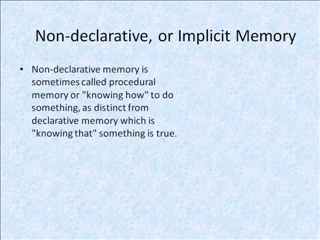 Non-declarative, or Implicit Memory
• Non-declarative memory is
sometimes called procedural
memory or "knowing how" to do
something, as distinct from
declarative memory which is
"knowing that" something is true.